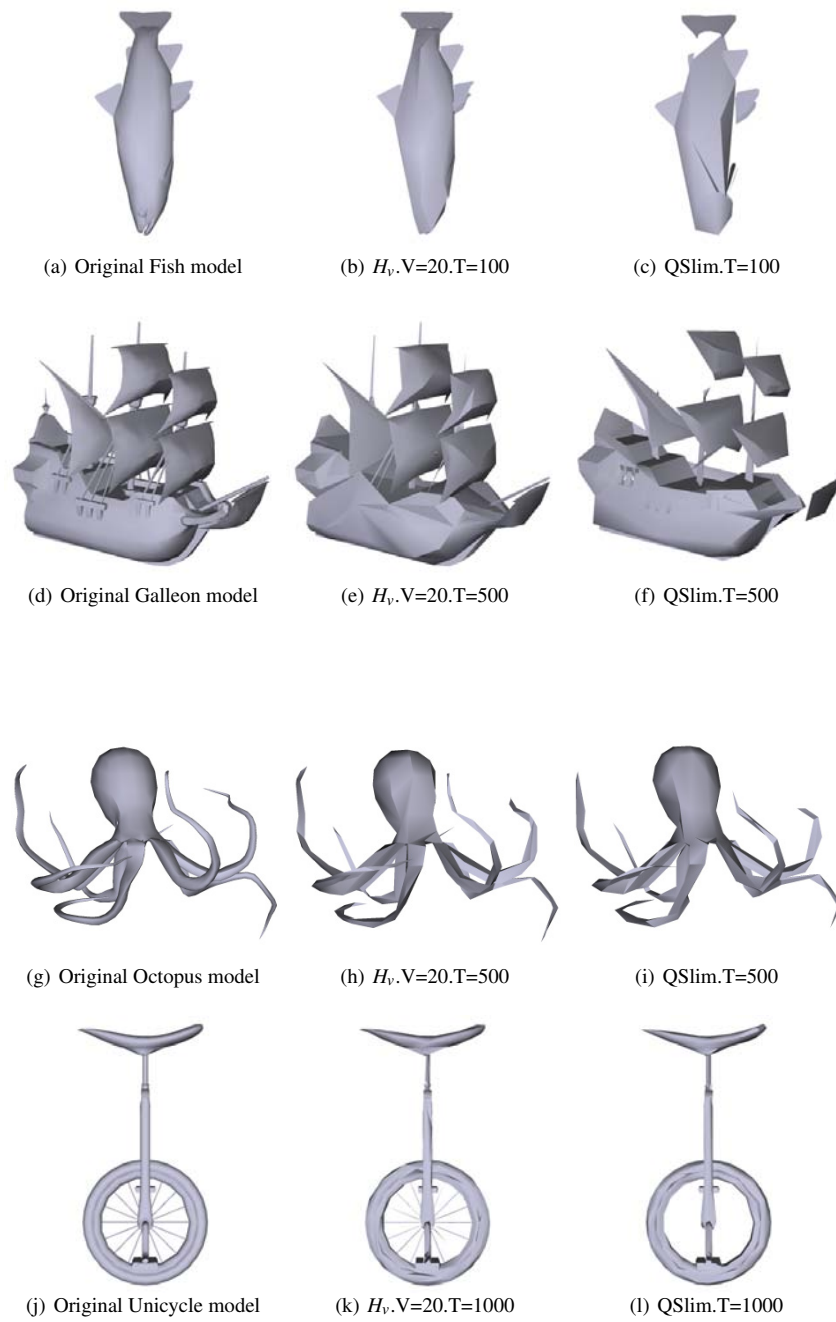 (a) Original Fish model
(b) Hᵥ.V=20.T=100
(c) QSlim.T=100
(d) Original Galleon model
(e) Hᵥ.V=20.T=500
(f) QSlim.T=500
(g) Original Octopus model
(h) Hᵥ.V=20.T=500
(i) QSlim.T=500
(j) Original Unicycle model
(k) Hᵥ.V=20.T=1000
(l) QSlim.T=1000